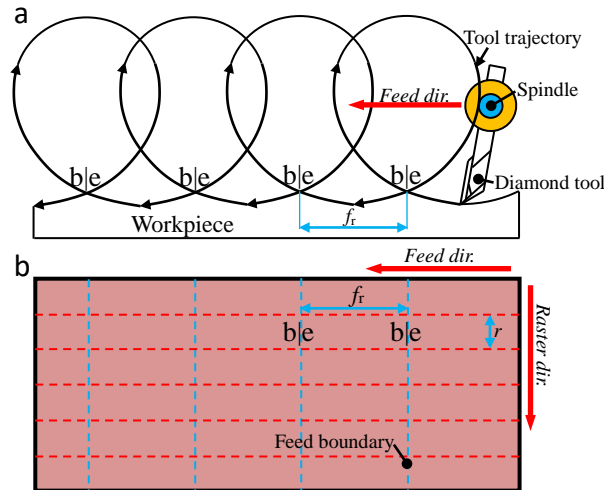 a
Tool trajectory
Feed dir.
Spindle
b|e b|e b|e b|e
Diamond tool
Workpiece
fr
b
Feed dir.
fr
b|e b|e
r
Raster dir.
Feed boundary